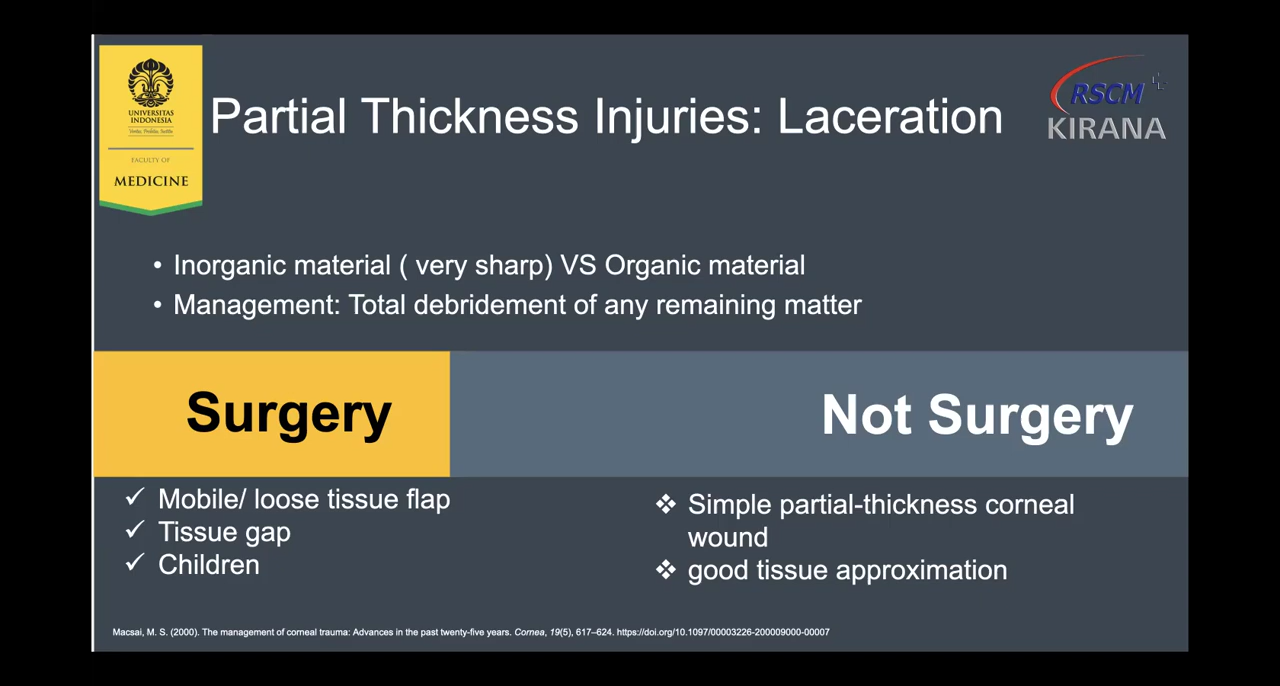 UNIVERSITAS
INDONESIA
Veritas, Probitas, Iustitia
FACULTY OF
MEDICINE
Partial Thickness Injuries: Laceration
RSCM
KIRANA
• Inorganic material ( very sharp) VS Organic material
• Management: Total debridement of any remaining matter
Surgery
Not Surgery
✓ Mobile/ loose tissue flap
✓ Tissue gap
✓ Children
❖ Simple partial-thickness corneal
wound
❖ good tissue approximation
Macsai, M. S. (2000). The management of corneal trauma: Advances in the past twenty-five years. Cornea, 19(5), 617–624. https://doi.org/10.1097/00003226-200009000-00007